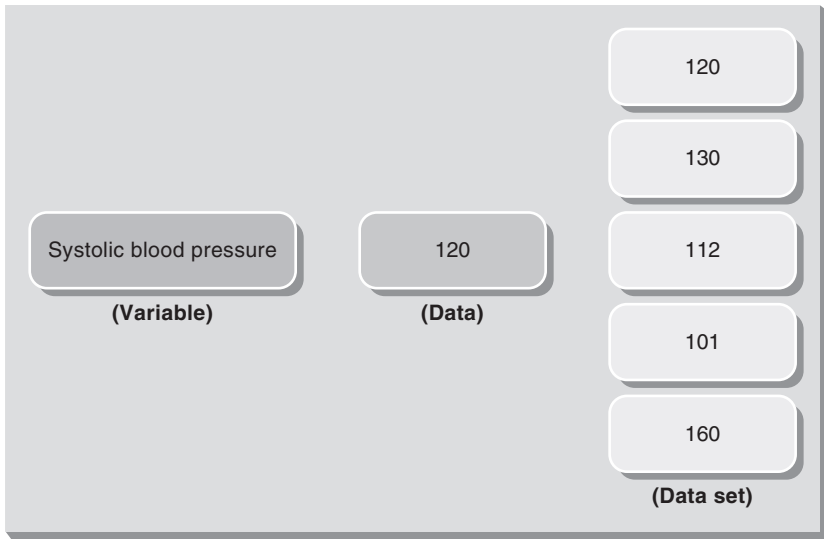 120
130
Systolic blood pressure 120 112
(Variable) (Data)
101
160
(Data set)